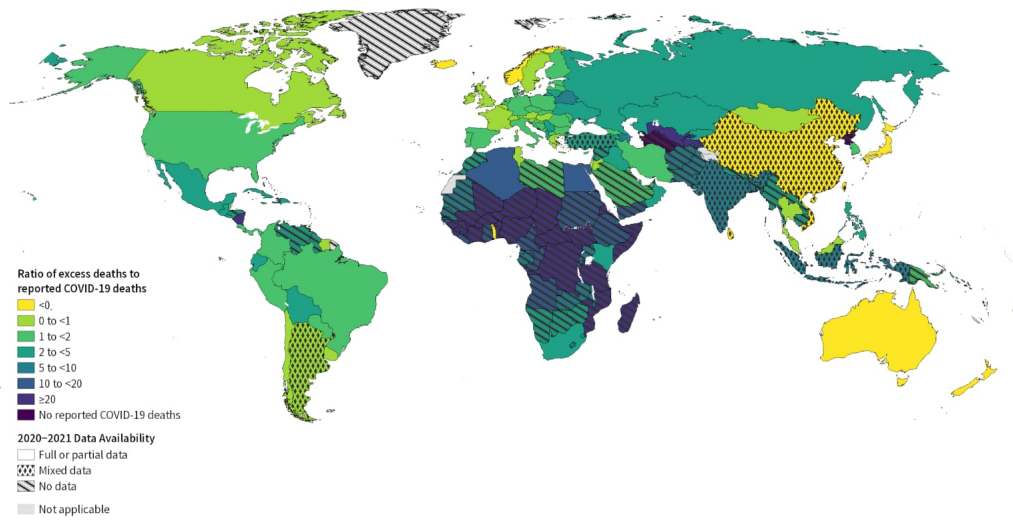 Ratio of excess deaths to
reported COVID-19 deaths
<0
0 to <1
1 to <2
2 to <5
5 to <10
10 to <20
≥20
No reported COVID-19 deaths
2020–2021 Data Availability
Full or partial data
Mixed data
No data
Not applicable